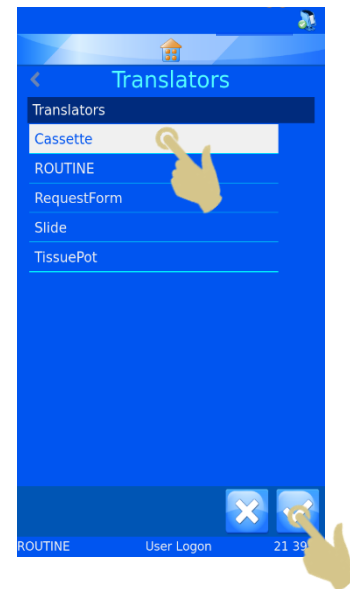 Translators
Translators
Cassette
ROUTINE
RequestForm
Slide
TissuePot
ROUTINE User Logon 21 39